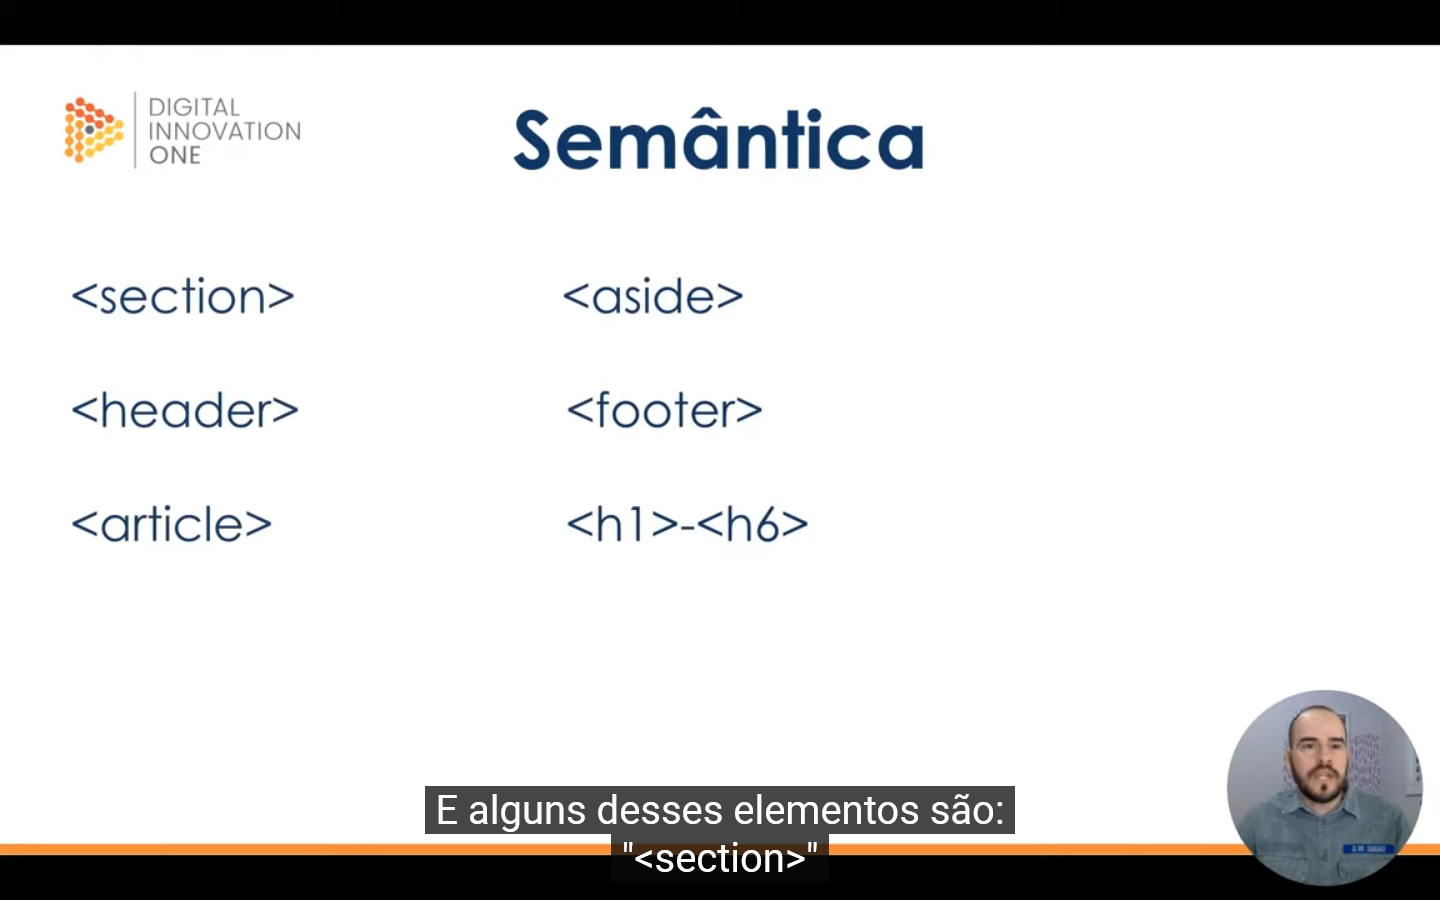 DIGITAL
INNOVATION
ONE
Semântica
<section>
<aside>
<header>
<footer>
<article>
<h1>-<h6>
E alguns desses elementos são:
"<section>"